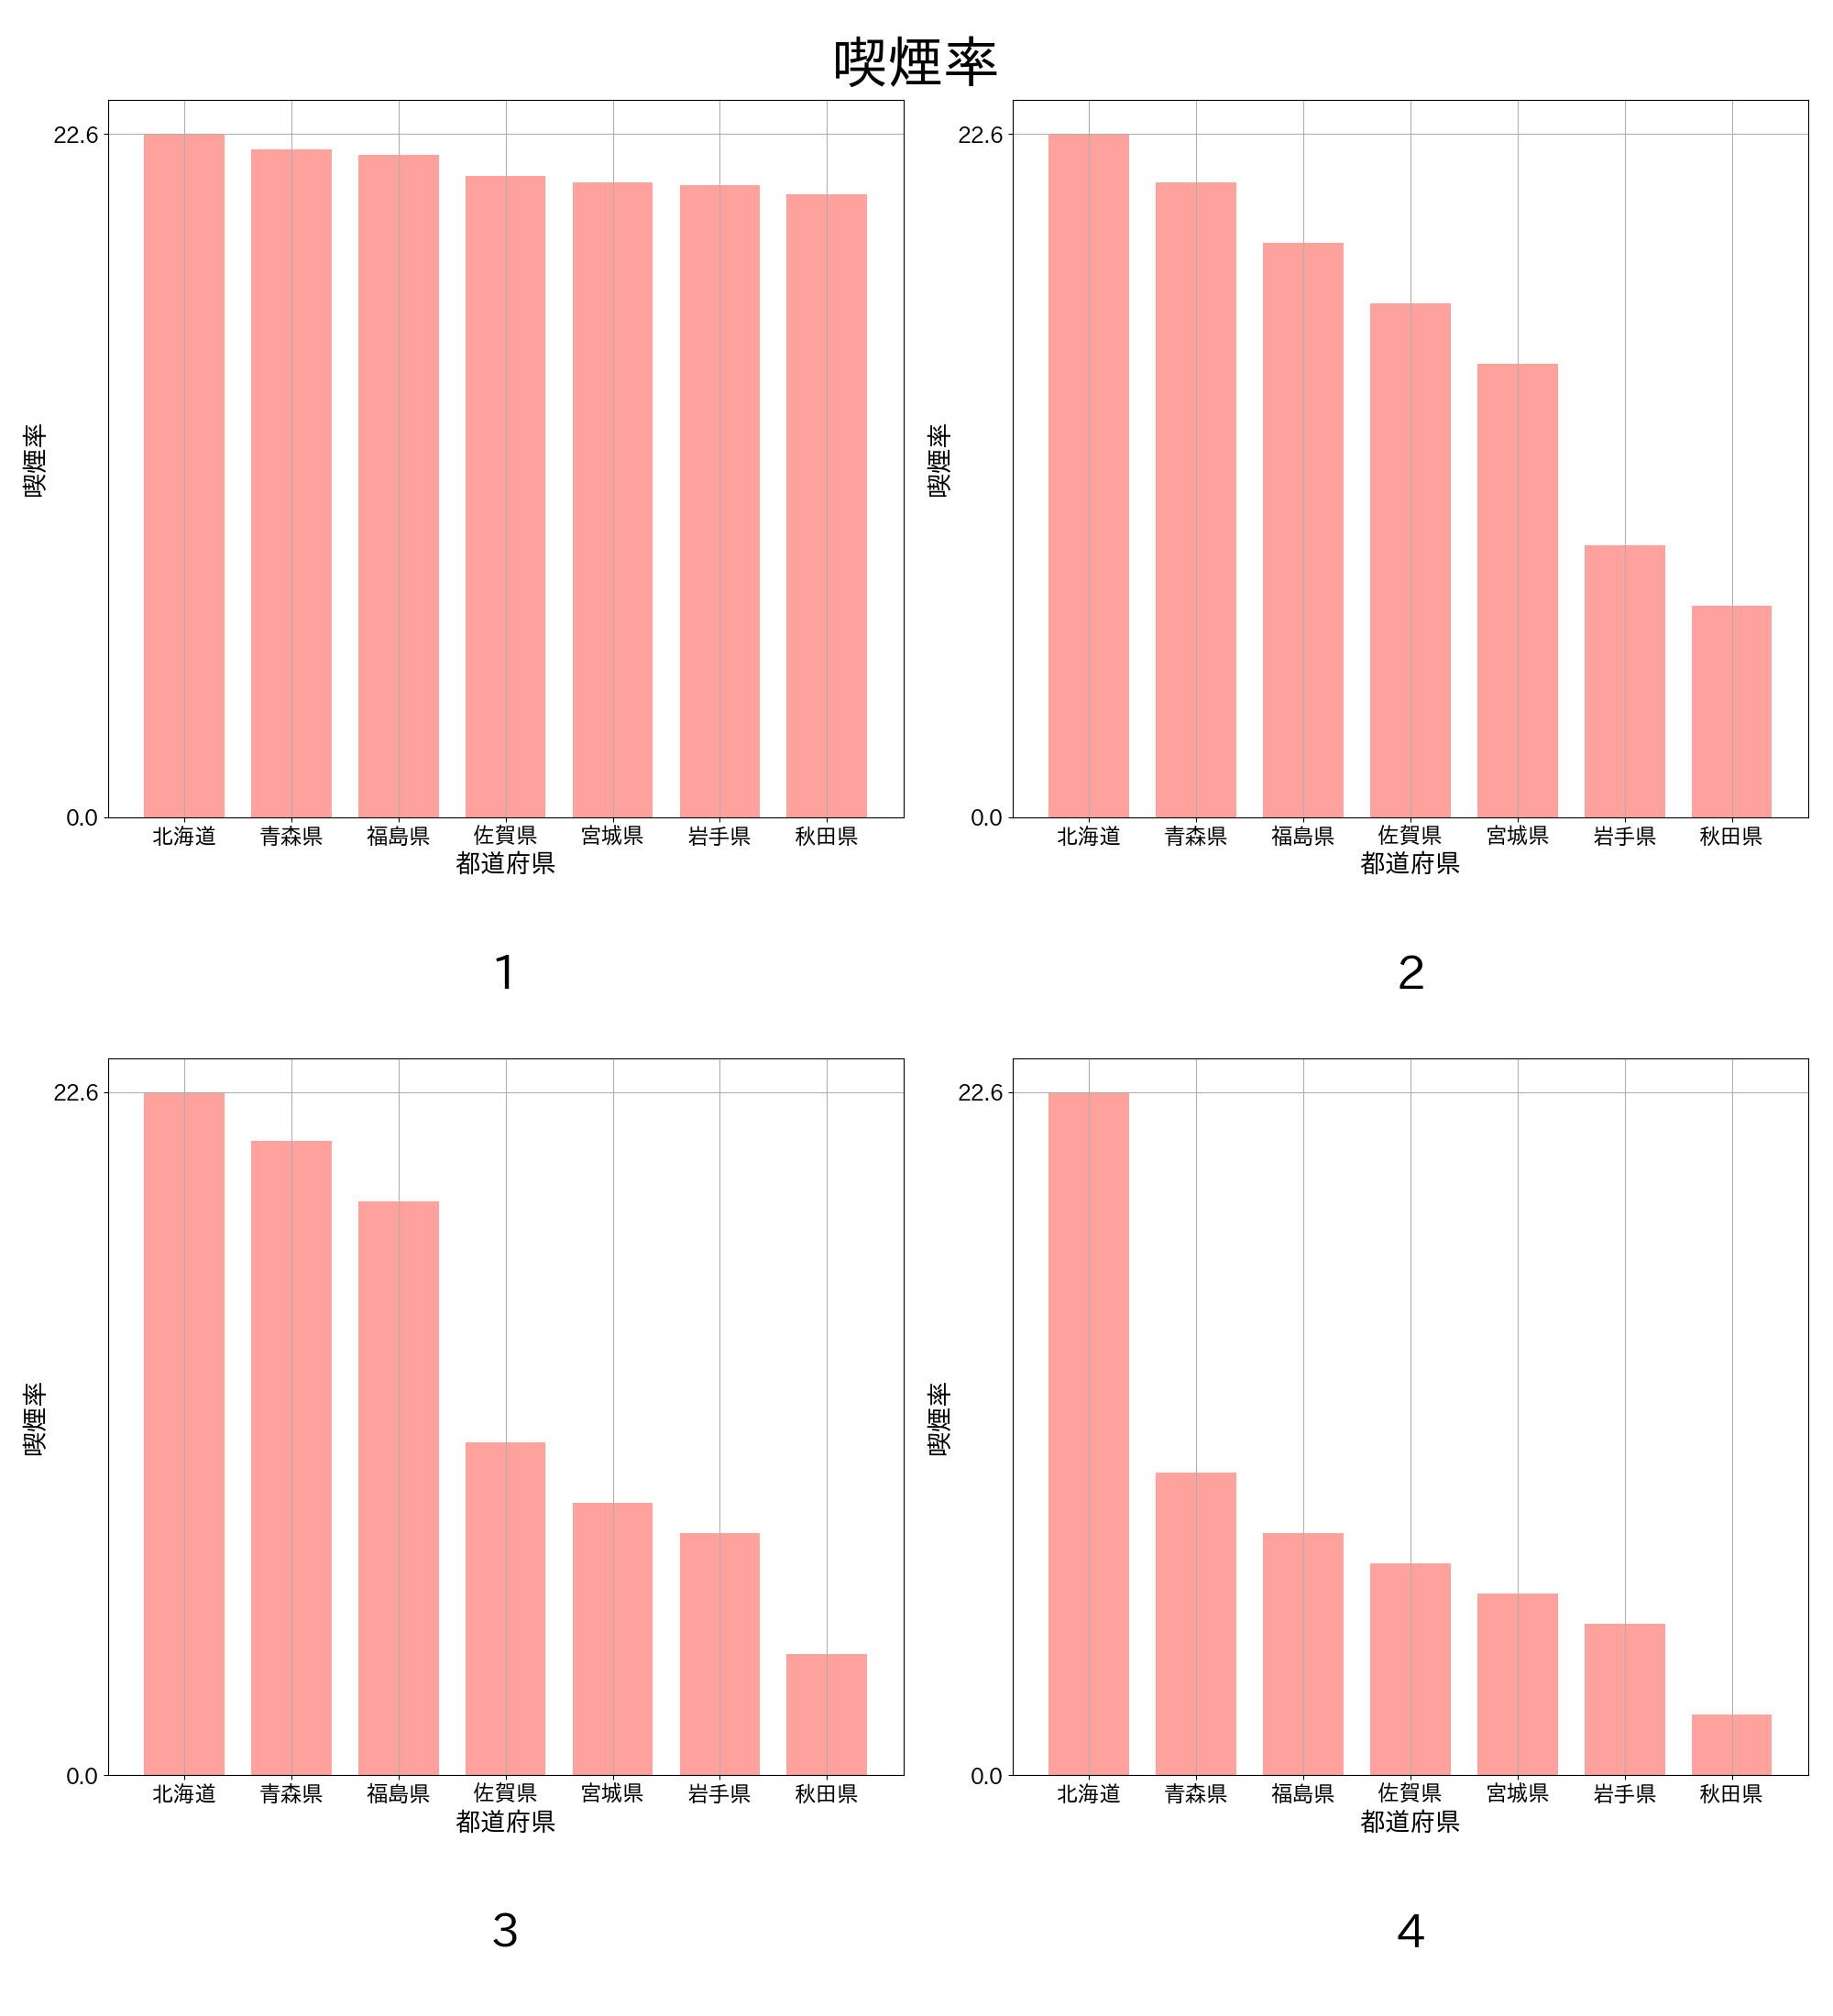 喫煙率
22.6
0.0
喫煙率
北海道 青森県 福島県 佐賀県 宮城県 岩手県 秋田県
都道府県
1
22.6
0.0
喫煙率
北海道 青森県 福島県 佐賀県 宮城県 岩手県 秋田県
都道府県
2
22.6
0.0
喫煙率
北海道 青森県 福島県 佐賀県 宮城県 岩手県 秋田県
都道府県
3
22.6
0.0
喫煙率
北海道 青森県 福島県 佐賀県 宮城県 岩手県 秋田県
都道府県
4